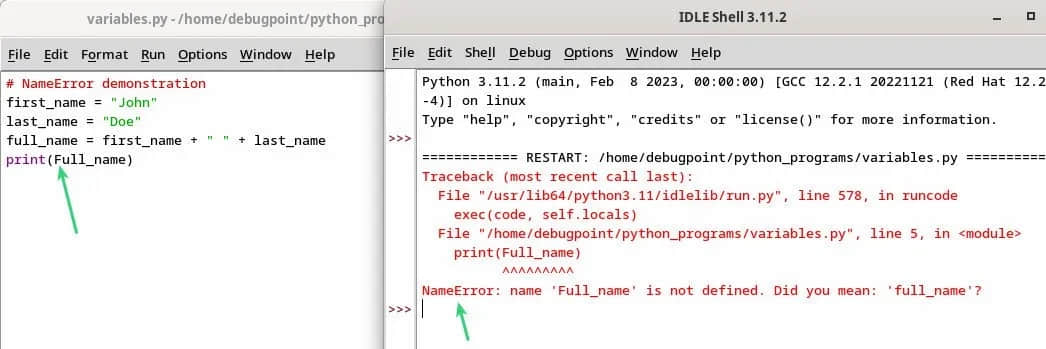 variables.py - /home/debugpoint/python_pro
File Edit Format Run Options Window Help
# NameError demonstration
first_name = "John"
last_name = "Doe"
full_name = first_name + " " + last_name
print(Full_name)
IDLE Shell 3.11.2
File Edit Shell Debug Options Window Help
Python 3.11.2 (main, Feb  8 2023, 00:00:00) [GCC 12.2.1 20221121 (Red Hat 12.2
-4)] on linux
Type "help", "copyright", "credits" or "license()" for more information.
>>>
============ RESTART: /home/debugpoint/python_programs/variables.py ==========
Traceback (most recent call last):
  File "/usr/lib64/python3.11/idlelib/run.py", line 578, in runcode
    exec(code, self.locals)
  File "/home/debugpoint/python_programs/variables.py", line 5, in <module>
    print(Full_name)
          ^^^^^^^^^
NameError: name 'Full_name' is not defined. Did you mean: 'full_name'?
>>>